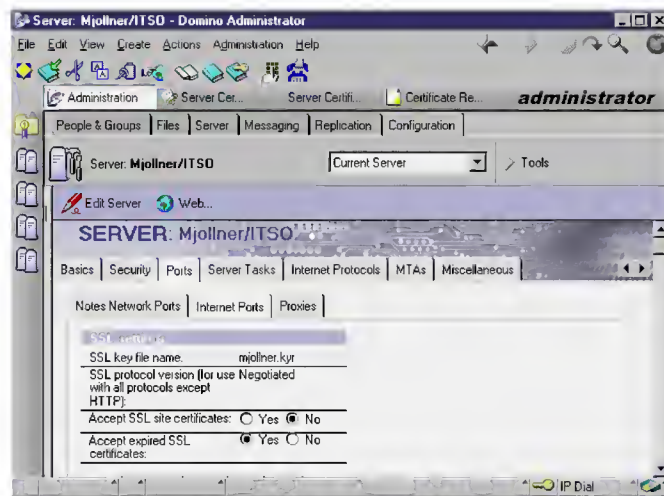 Server: Mjollner/ITSO - Domino Administrator
File Edit View Create Actions Administration Help
Administration Server Cer... Server Certifi... Certificate Re... administrator
People & Groups Files Server Messaging Replication Configuration
Server: Mjollner/ITSO Current Server Tools
Edit Server Web...
SERVER: Mjollner/ITSO
Basics Security Ports Server Tasks Internet Protocols MTAs Miscellaneous
Notes Network Ports Internet Ports Proxies
SSL settings
SSL key file name: mjollner.kyr
SSL protocol version (for use Negotiated
with all protocols except
HTTP):
Accept SSL site certificates: Yes No
Accept expired SSL Yes No
certificates:
IP Dial